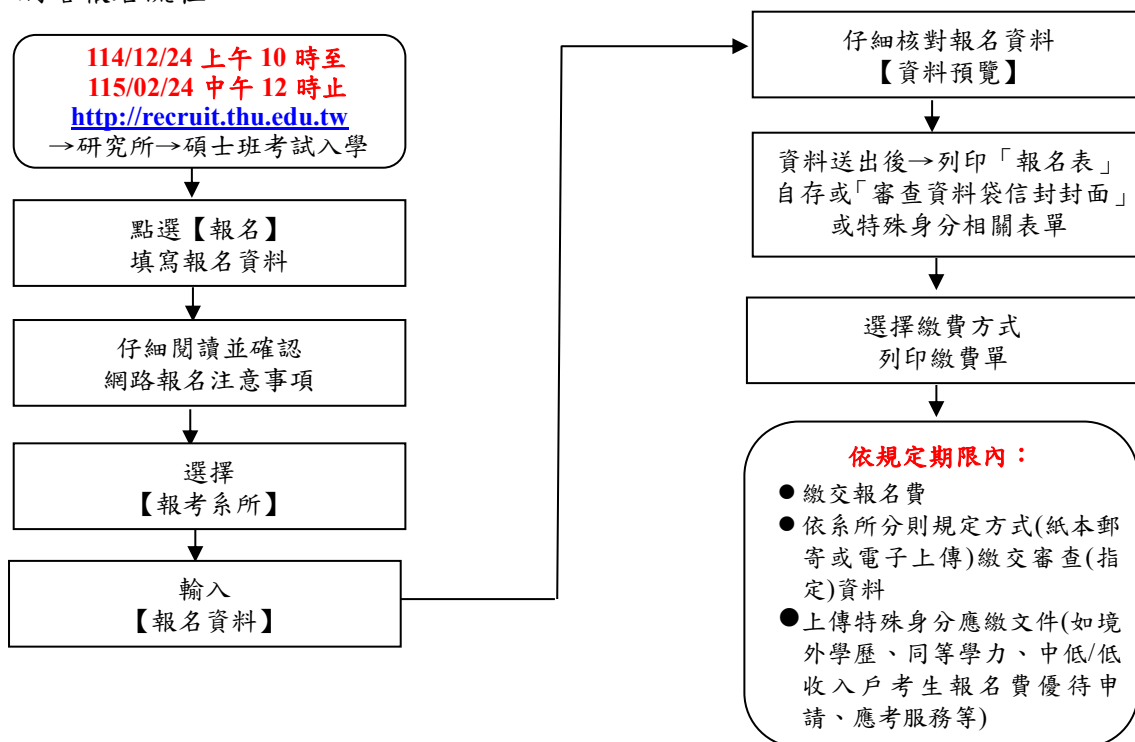 網路報名流程
114/12/24 上午 10 時至
115/02/24 中午 12 時止
http://recruit.thu.edu.tw
→研究所→碩士班考試入學
點選【報名】
填寫報名資料
仔細閱讀並確認
網路報名注意事項
選擇
【報考系所】
輸入
【報名資料】
仔細核對報名資料
【資料預覽】
資料送出後→列印「報名表」
自存或「審查資料袋信封封面」
或特殊身分相關表單
選擇繳費方式
列印繳費單
依規定期限內：
●繳交報名費
●依系所分則規定方式(紙本郵
寄或電子上傳)繳交審查(指
定)資料
●上傳特殊身分應繳文件(如境
外學歷、同等學力、中低/低
收入戶考生報名費優待申
請、應考服務等)